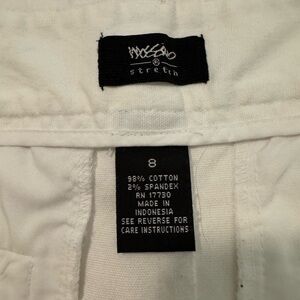 mossimo
®
stretch
8
98% COTTON
2% SPANDEX
RN 17730
MADE IN
INDONESIA
SEE REVERSE FOR
CARE INSTRUCTIONS